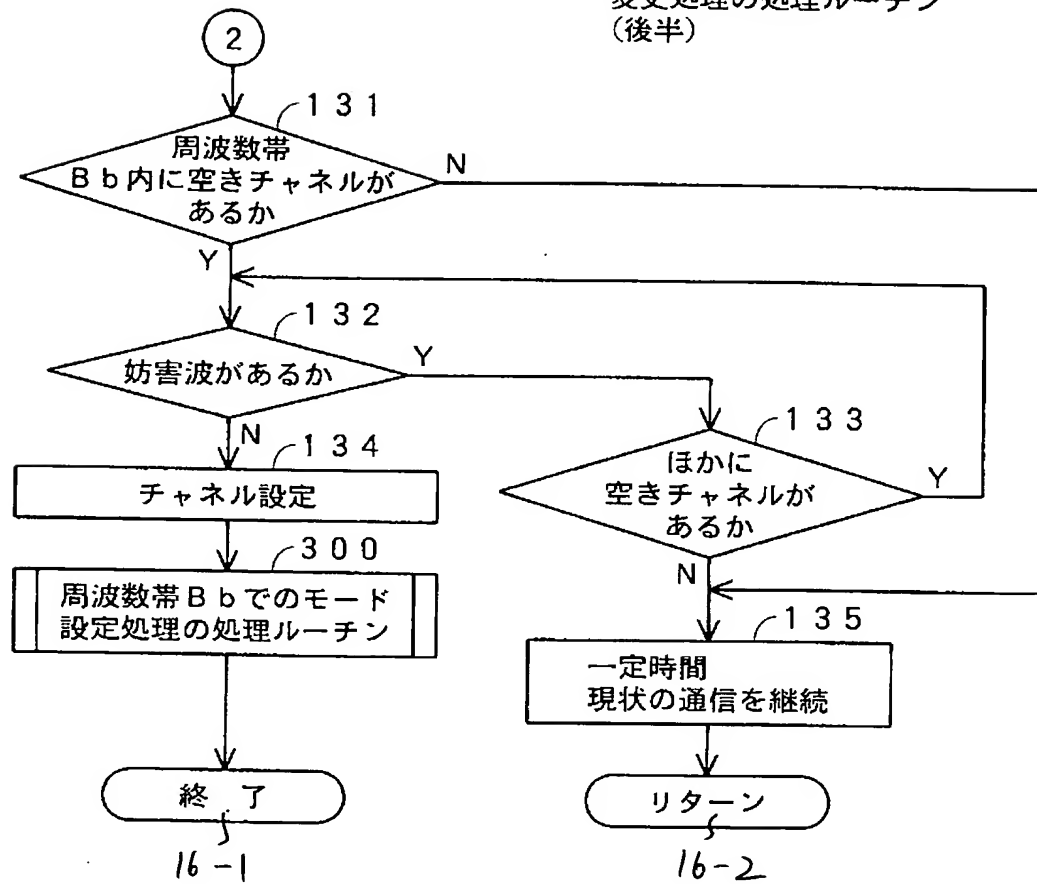 変更処理の処理ルーチン
(後半)
2
131
周波数帯
Bb内に空きチャネルが
あるか
N
Y
132
妨害波があるか
Y
N
133
ほかに
空きチャネルが
あるか
Y
N
134
チャネル設定
300
周波数帯Bbでのモード
設定処理の処理ルーチン
135
一定時間
現状の通信を継続
終了
リターン
16-1
16-2